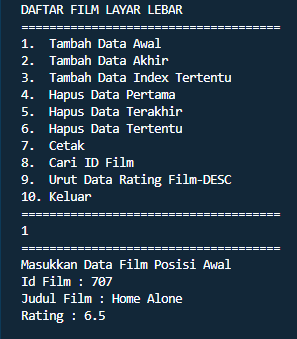 DAFTAR FILM LAYAR LEBAR
=====================================
1.  Tambah Data Awal
2.  Tambah Data Akhir
3.  Tambah Data Index Tertentu
4.  Hapus Data Pertama
5.  Hapus Data Terakhir
6.  Hapus Data Tertentu
7.  Cetak
8.  Cari ID Film
9.  Urut Data Rating Film-DESC
10. Keluar
=====================================
1
=====================================
Masukkan Data Film Posisi Awal
Id Film : 707
Judul Film : Home Alone
Rating : 6.5